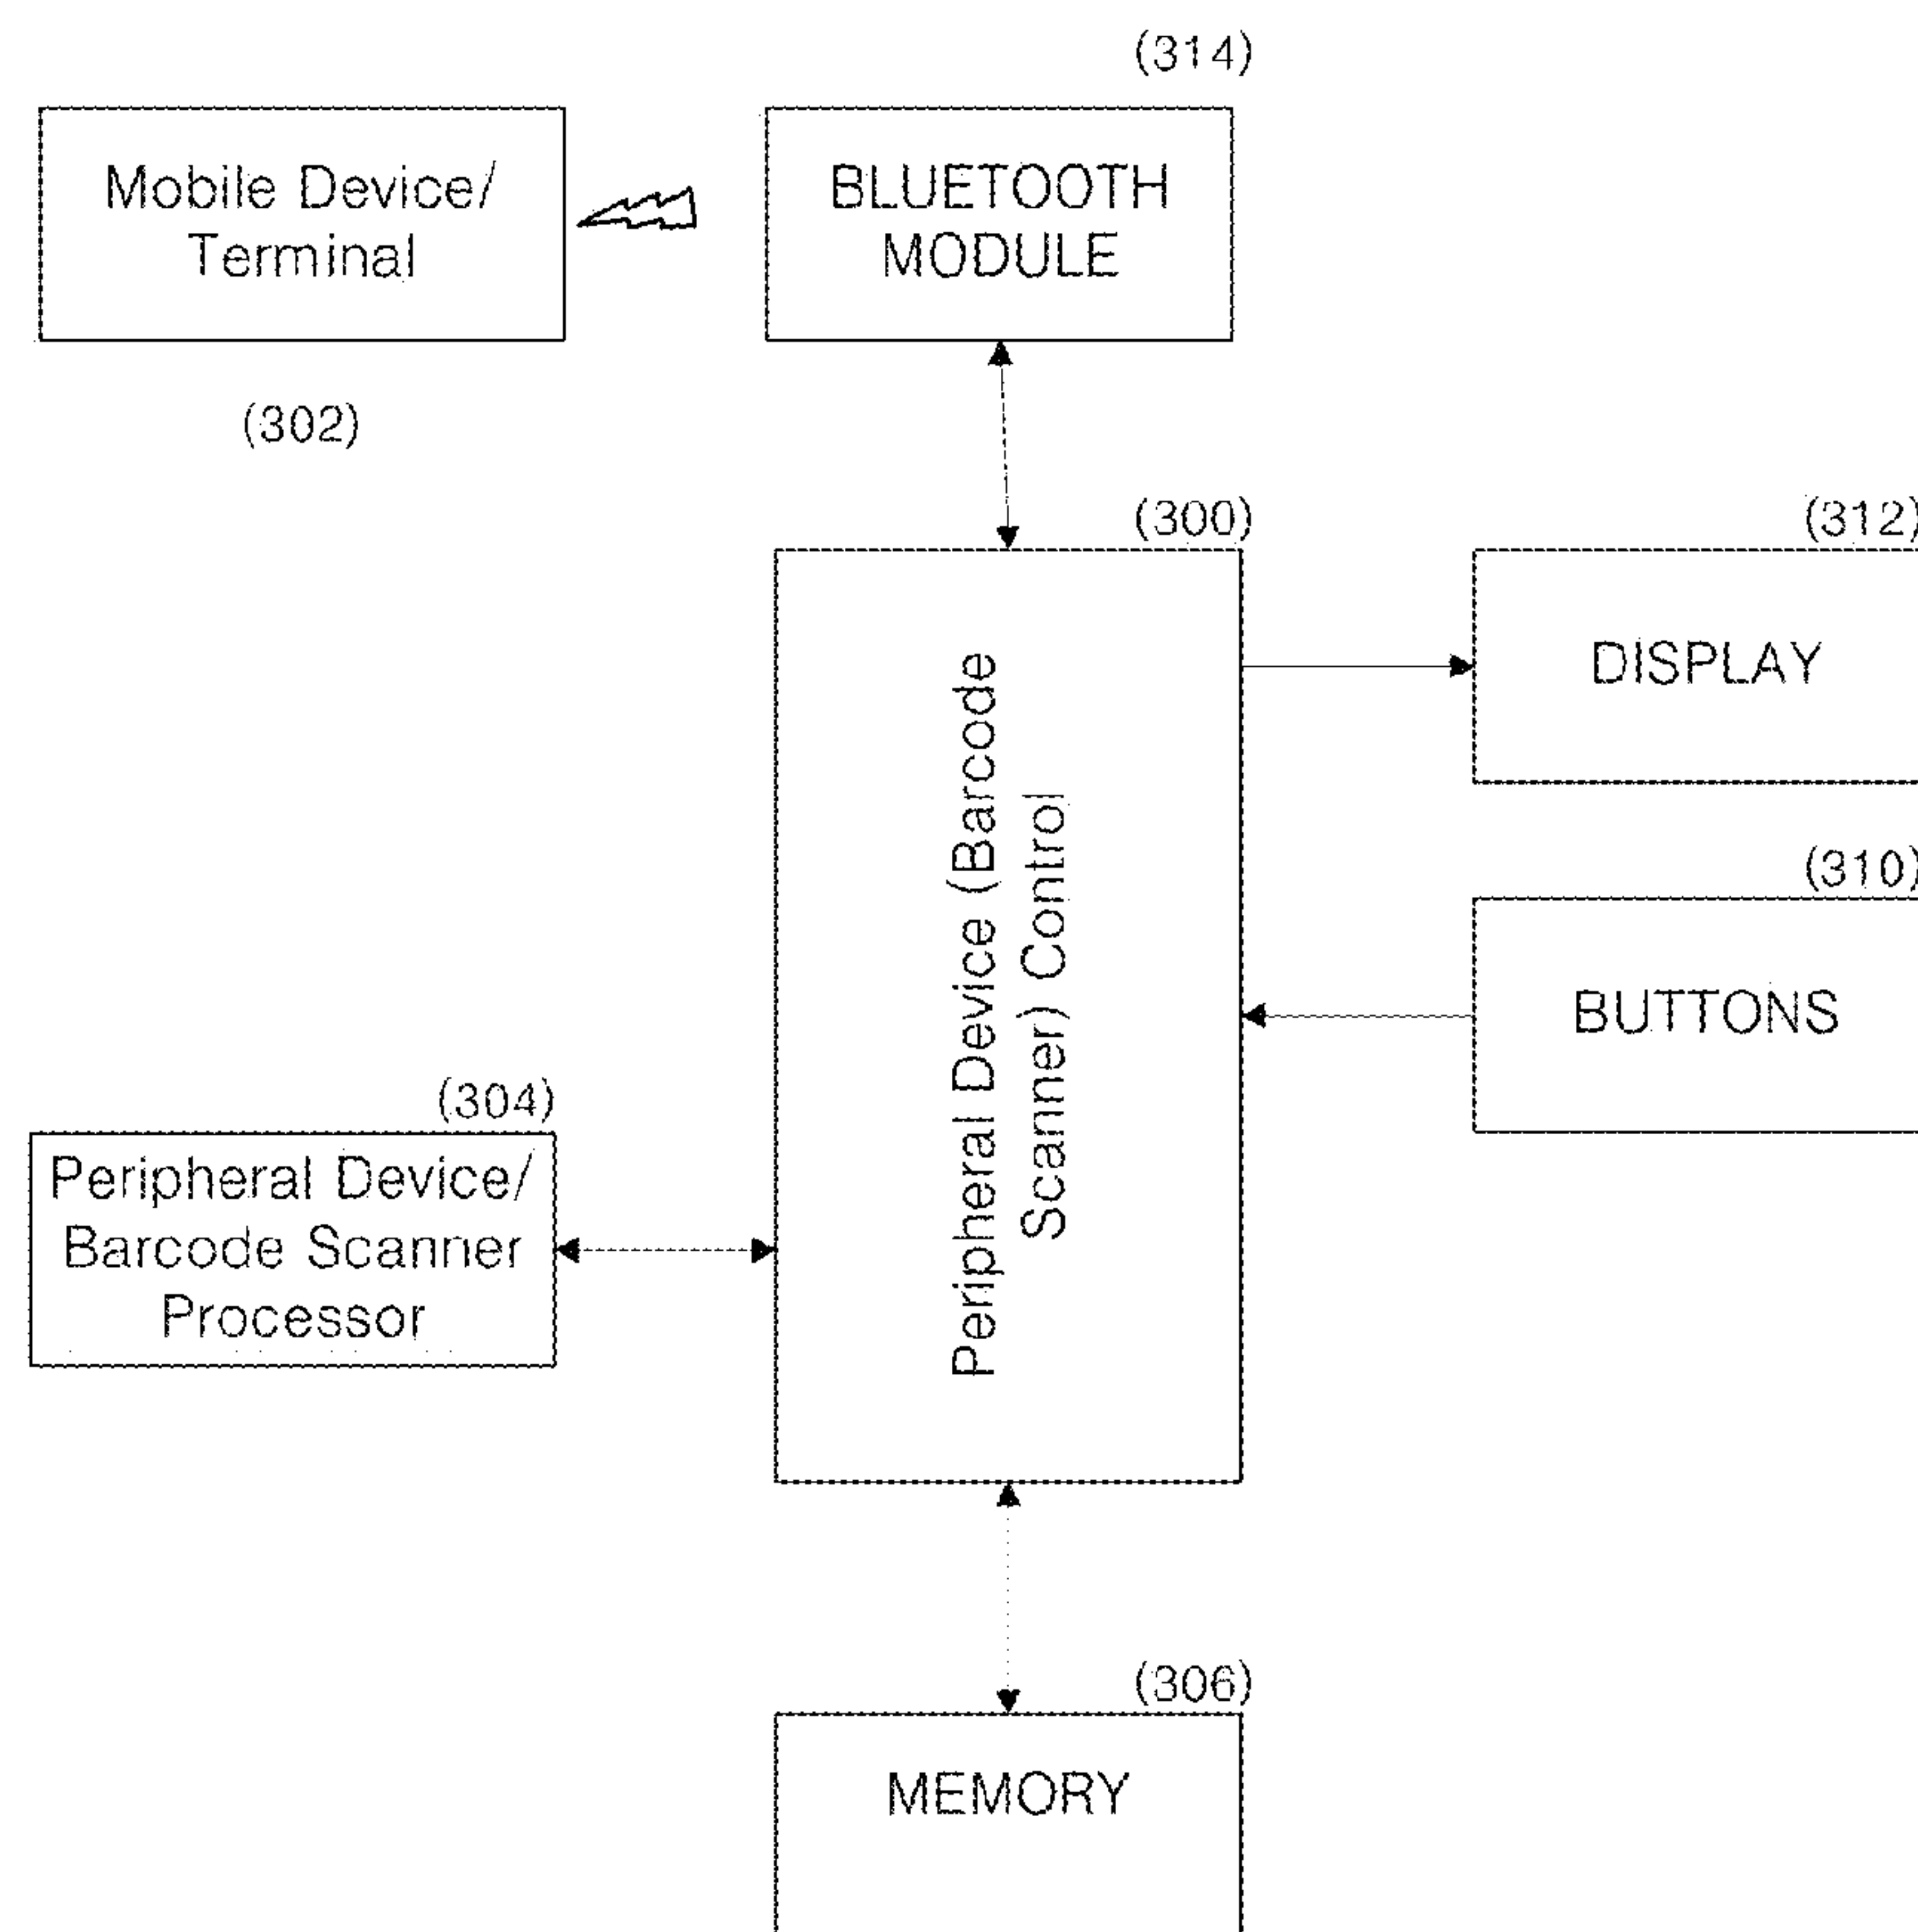 (314)
Mobile Device/
Terminal
BLUETOOTH
MODULE
(302)
(300)
(312)
Peripheral Device (Barcode
Scanner) Control
DISPLAY
(310)
BUTTONS
(304)
Peripheral Device/
Barcode Scanner
Processor
(306)
MEMORY